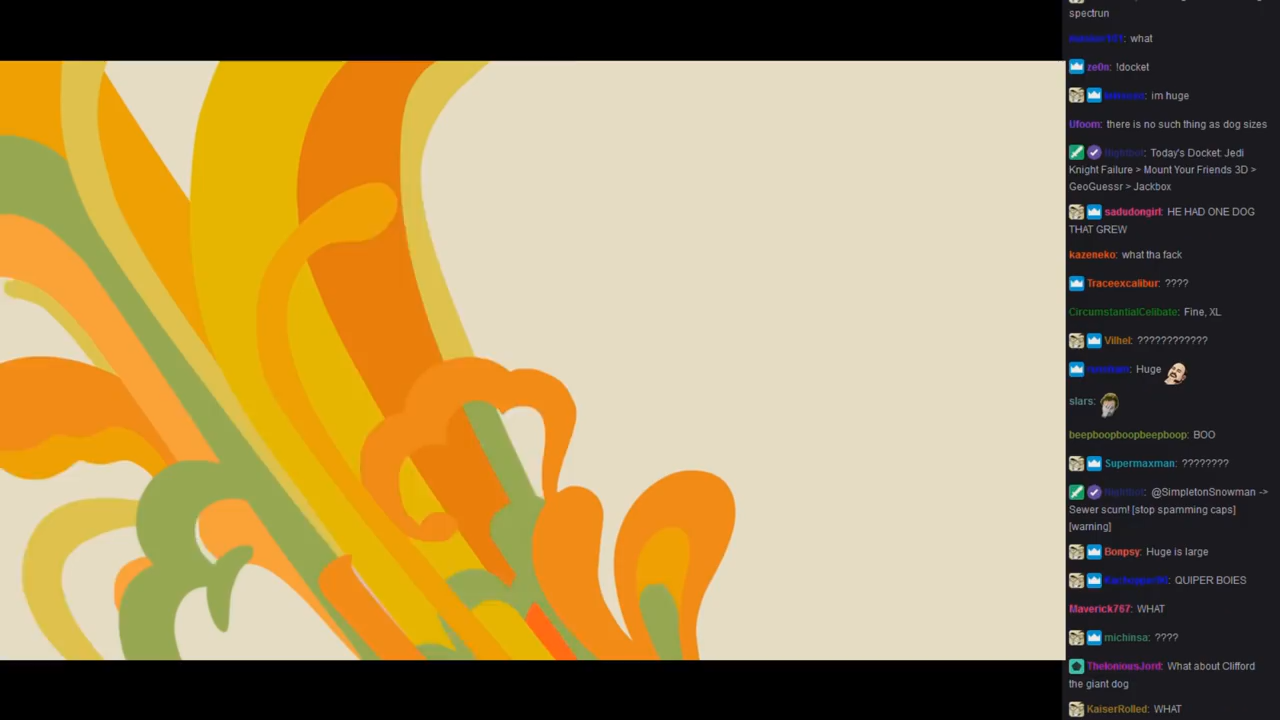 spectrun
what
ze0n: !docket
im huge
Ufoom: there is no such thing as dog sizes
Nightbot: Today's Docket: Jedi
Knight Failure > Mount Your Friends 3D >
GeoGuessr > Jackbox
sadudongirl: HE HAD ONE DOG
THAT GREW
kazeneko: what tha fack
Traceexcalibur: ????
CircumstantialCelibate: Fine, XL
Vilhel: ????????????
Huge
slars:
beepboopboopbeepboop: BOO
Supermaxman: ????????
Nightbot: @SimpletonSnowman ->
Sewer scum! [stop spamming caps]
[warning]
Bonpsy: Huge is large
QUIPER BOIES
Maverick767: WHAT
michinsa: ????
TheloniousJord: What about Clifford
the giant dog
KaiserRolled: WHAT